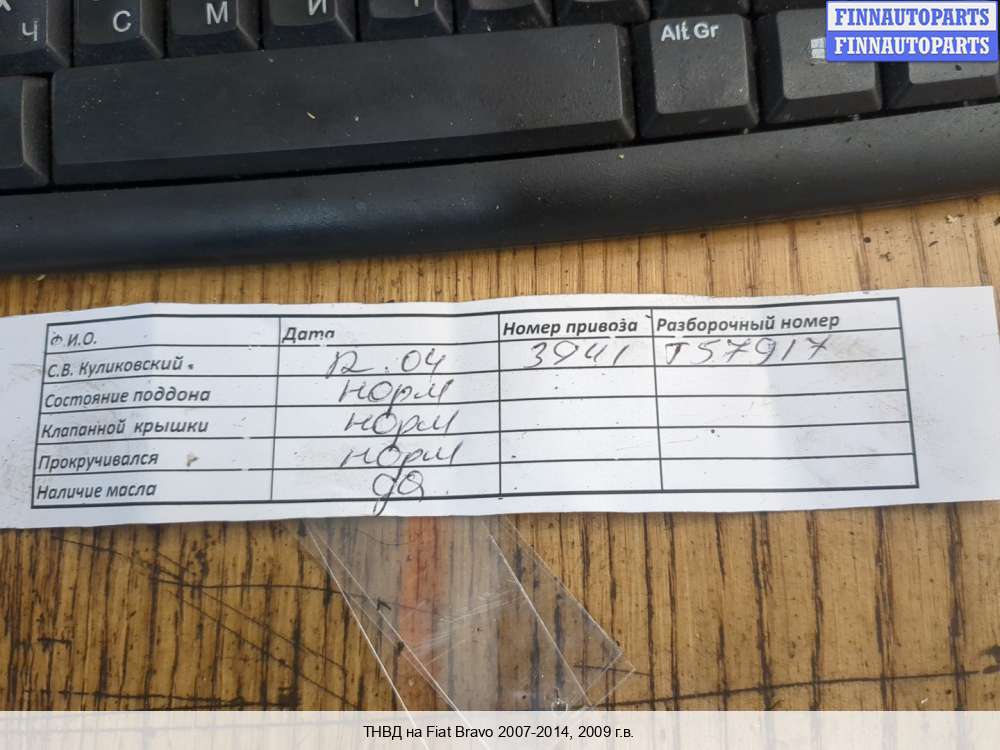 Ч С М И Т Alt Gr
FINNAUTOPARTS
FINNAUTOPARTS
Ф.И.О. Дата Номер привоза Разборочный номер
С.В. Куликовский. 12.04 3941 T57917
Состояние поддона норм
Клапанной крышки норм
Прокручивался норм
Наличие масла да
ТНВД на Fiat Bravo 2007-2014, 2009 г.в.